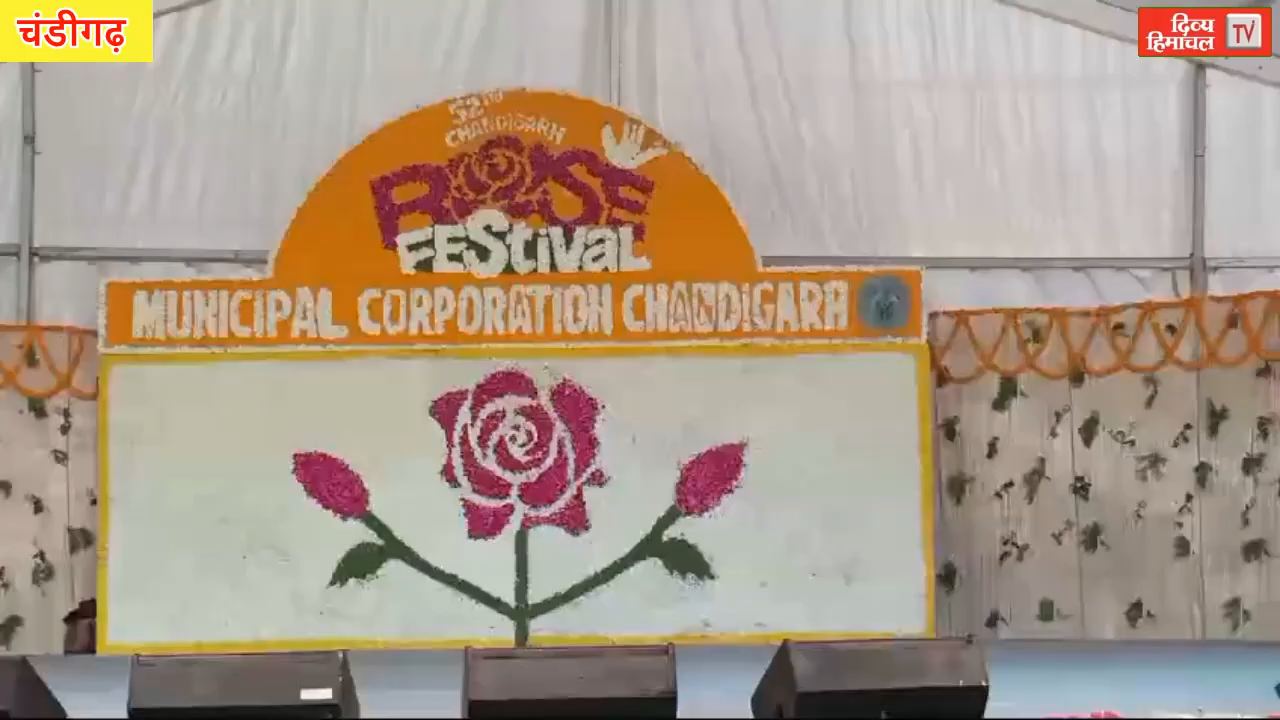 चंडीगढ़
दिव्य
हिमाचल TV
52nd
CHANDIGARH
ROSE
FEStiVaL
MUNICIPAL CORPORATION CHANDIGARH